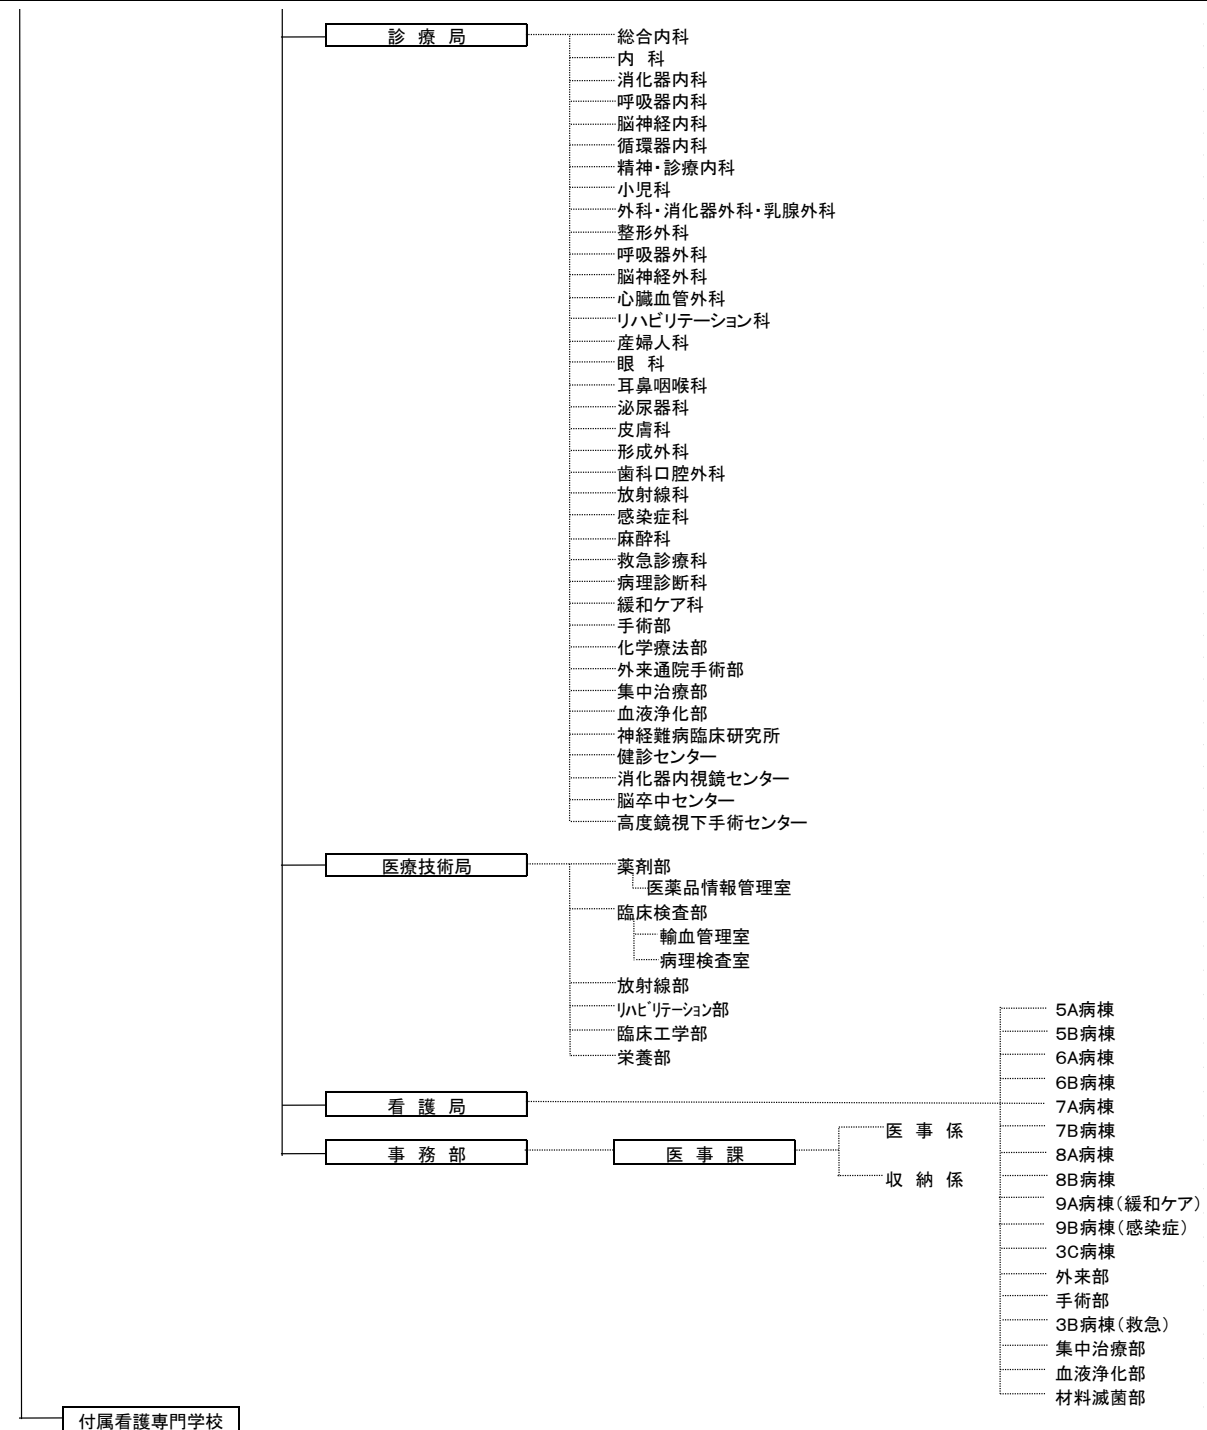 診 療 局
総合内科
内 科
消化器内科
呼吸器内科
脳神経内科
循環器内科
精神・診療内科
小児科
外科・消化器外科・乳腺外科
整形外科
呼吸器外科
脳神経外科
心臓血管外科
リハビリテーション科
産婦人科
眼 科
耳鼻咽喉科
泌尿器科
皮膚科
形成外科
歯科口腔外科
放射線科
感染症科
麻酔科
救急診療科
病理診断科
緩和ケア科
手術部
化学療法部
外来通院手術部
集中治療部
血液浄化部
神経難病臨床研究所
健診センター
消化器内視鏡センター
脳卒中センター
高度鏡視下手術センター
医療技術局
薬剤部
医薬品情報管理室
臨床検査部
輸血管理室
病理検査室
放射線部
ﾘﾊﾋﾞﾘﾃｰｼｮﾝ部
臨床工学部
栄養部
看 護 局
5A病棟
5B病棟
6A病棟
6B病棟
7A病棟
7B病棟
8A病棟
8B病棟
9A病棟(緩和ケア)
9B病棟(感染症)
3C病棟
外来部
手術部
3B病棟(救急)
集中治療部
血液浄化部
材料滅菌部
事 務 部
医 事 課
医 事 係
収 納 係
付属看護専門学校